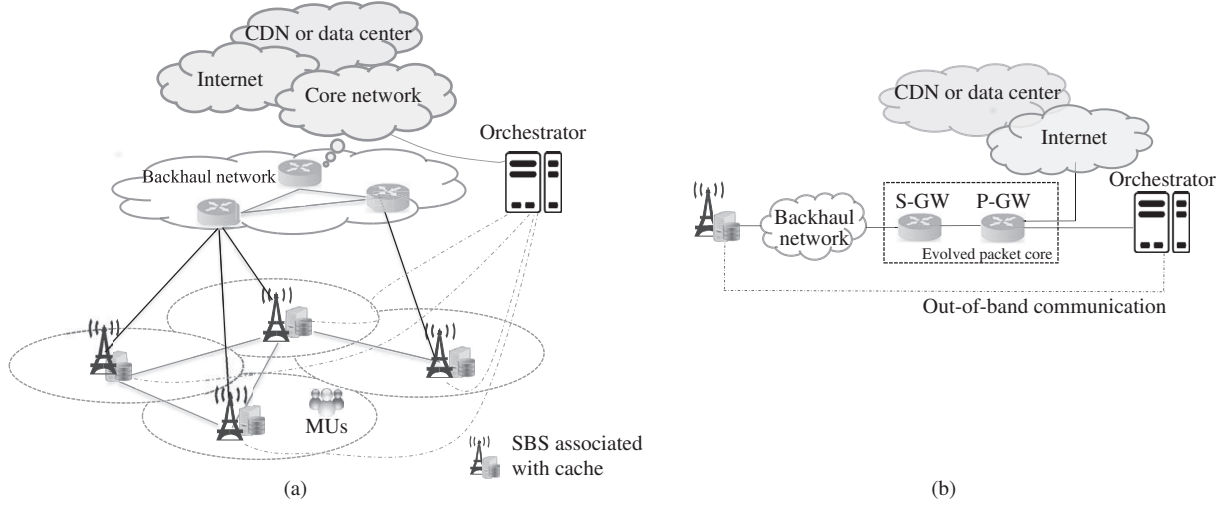 CDN or data center
Internet
Core network
Orchestrator
Backhaul network
MUs
SBS associated
with cache
(a)
CDN or data center
Internet
Orchestrator
S-GW P-GW
Backhaul
network
Evolved packet core
Out-of-band communication
(b)